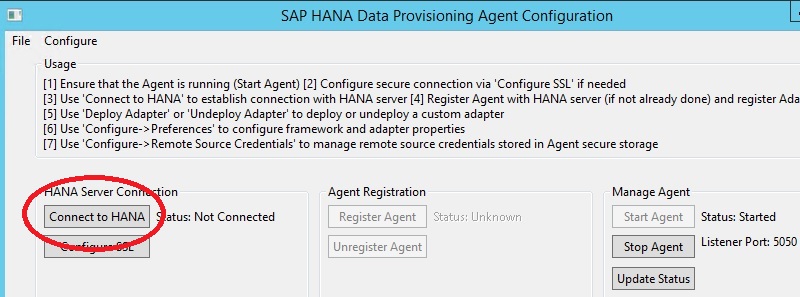 SAP HANA Data Provisioning Agent Configuration
File Configure
Usage
[1] Ensure that the Agent is running (Start Agent) [2] Configure secure connection via 'Configure SSL' if needed
[3] Use 'Connect to HANA' to establish connection with HANA server [4] Register Agent with HANA server (if not already done) and register Ada
[5] Use 'Deploy Adapter' or 'Undeploy Adapter' to deploy or undeploy a custom adapter
[6] Use 'Configure->Preferences' to configure framework and adapter properties
[7] Use 'Configure->Remote Source Credentials' to manage remote source credentials stored in Agent secure storage
HANA Server Connection
Connect to HANA Status: Not Connected
Configure SSL
Agent Registration
Register Agent Status: Unknown
Unregister Agent
Manage Agent
Start Agent Status: Started
Stop Agent Listener Port: 5050
Update Status